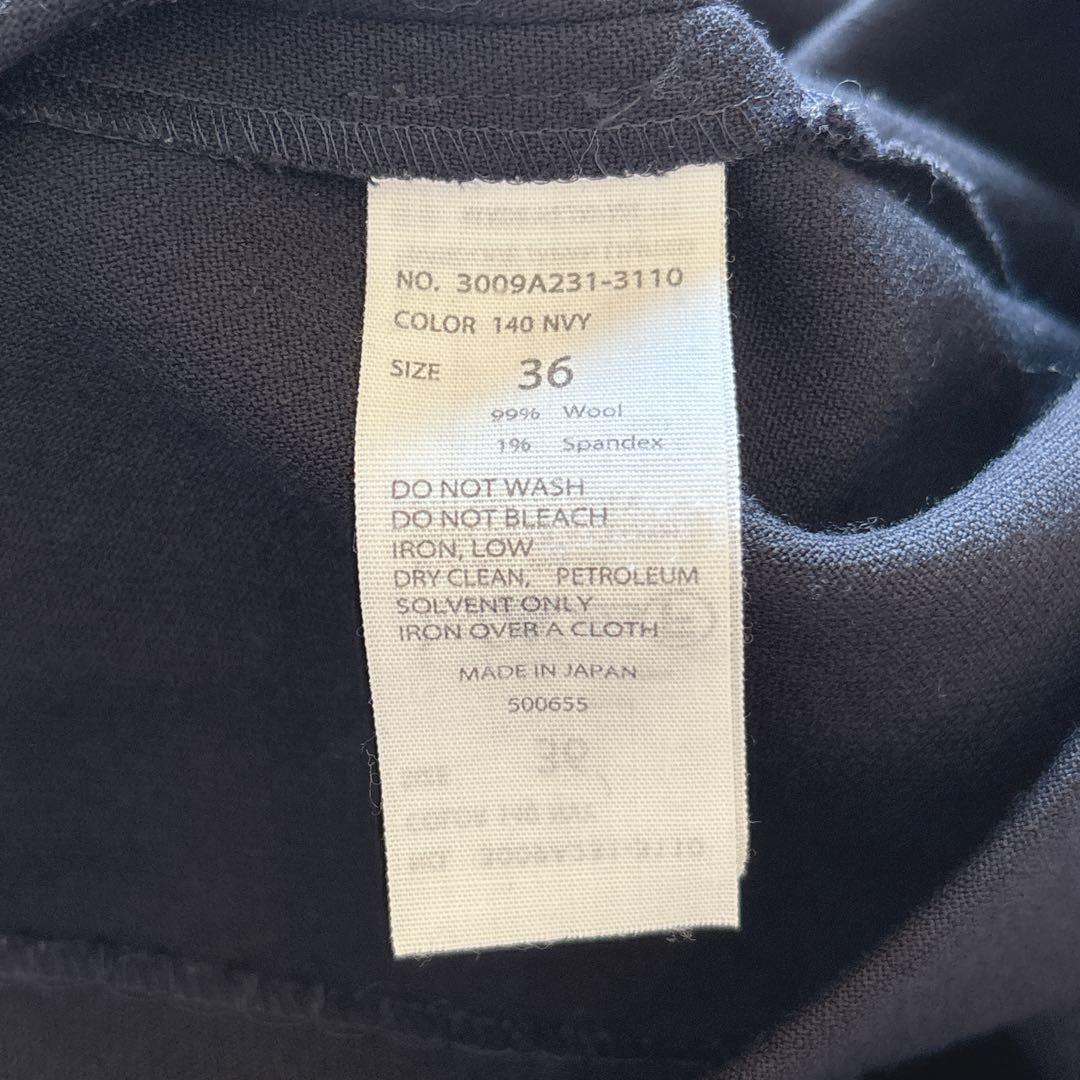 NO. 3009A231-3110
COLOR 140 NVY
SIZE 36
99% Wool
1% Spandex
DO NOT WASH
DO NOT BLEACH
IRON, LOW
DRY CLEAN, PETROLEUM
SOLVENT ONLY
IRON OVER A CLOTH
MADE IN JAPAN
500655